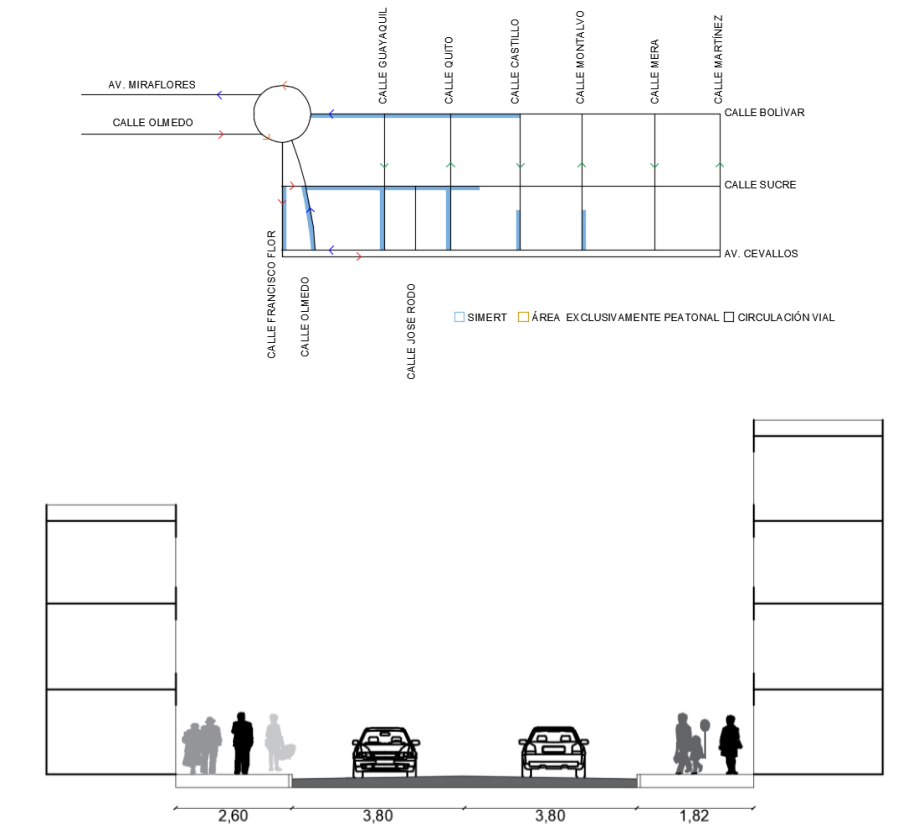 CALLE GUAYAQUIL
CALLE QUITO
CALLE CASTILLO
CALLE MONTALVO
CALLE MERA
CALLE MARTÍNEZ
AV. MIRAFLORES
CALLE OLMEDO
CALLE BOLÌVAR
CALLE SUCRE
AV. CEVALLOS
CALLE FRANCISCO FLOR
CALLE OLMEDO
CALLE JOSÉ RODO
SIMERT ÁREA EXCLUSIVAMENTE PEATONAL CIRCULACIÓN VIAL
2,60 3,80 3,80 1,82